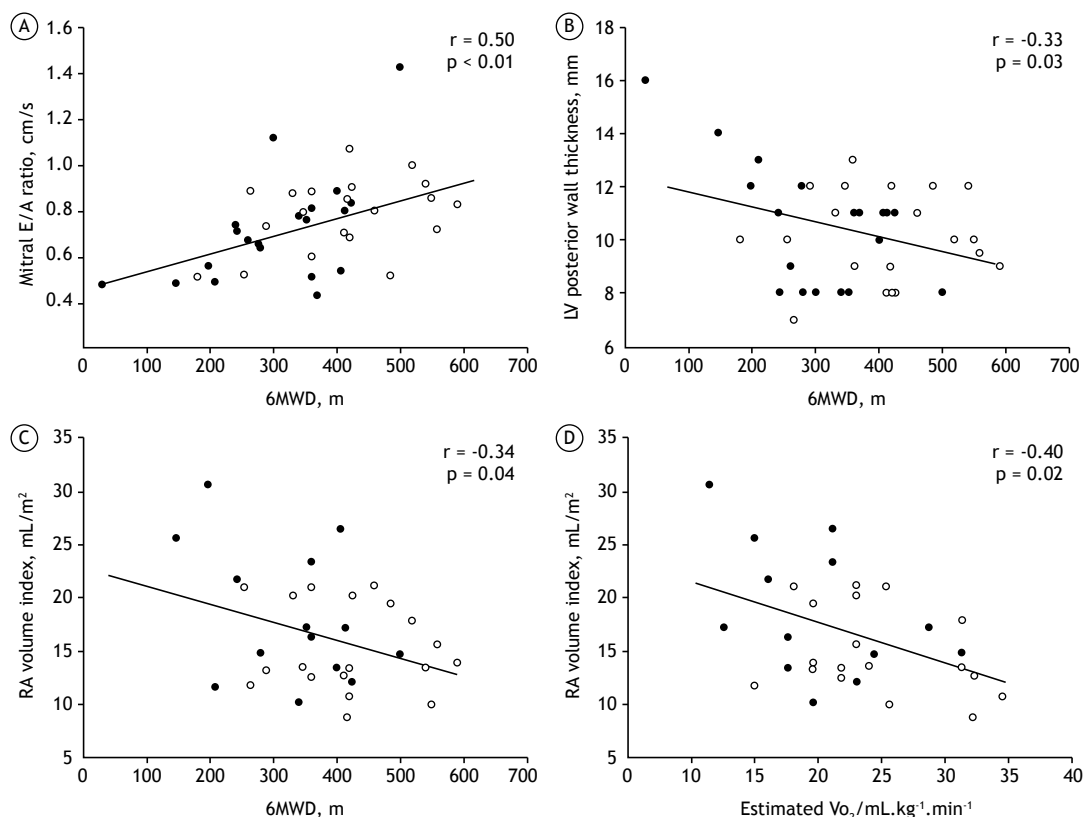 A
r = 0.50
p < 0.01
Mitral E/A ratio, cm/s
1.6
1.4
1.2
1.0
0.8
0.6
0.4
0 100 200 300 400 500 600 700
6MWD, m
B
r = -0.33
p = 0.03
LV posterior wall thickness, mm
18
16
14
12
10
8
6
0 100 200 300 400 500 600 700
6MWD, m
C
r = -0.34
p = 0.04
RA volume index, mL/m²
35
30
25
20
15
10
5
0 100 200 300 400 500 600 700
6MWD, m
D
r = -0.40
p = 0.02
RA volume index, mL/m²
35
30
25
20
15
10
5
0 10 15 20 25 30 35 40
Estimated Vo₂/mL.kg⁻¹.min⁻¹